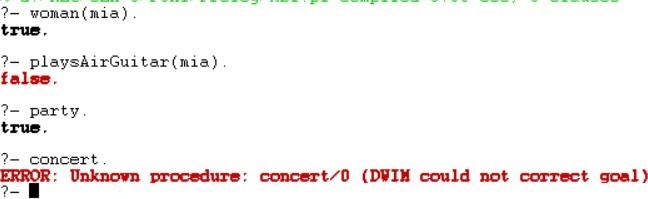 ?- woman(mia).
true.
?- playsAirGuitar(mia).
false.
?- party.
true.
?- concert.
ERROR: Unknown procedure: concert/0 (DWIM could not correct goal)
?-